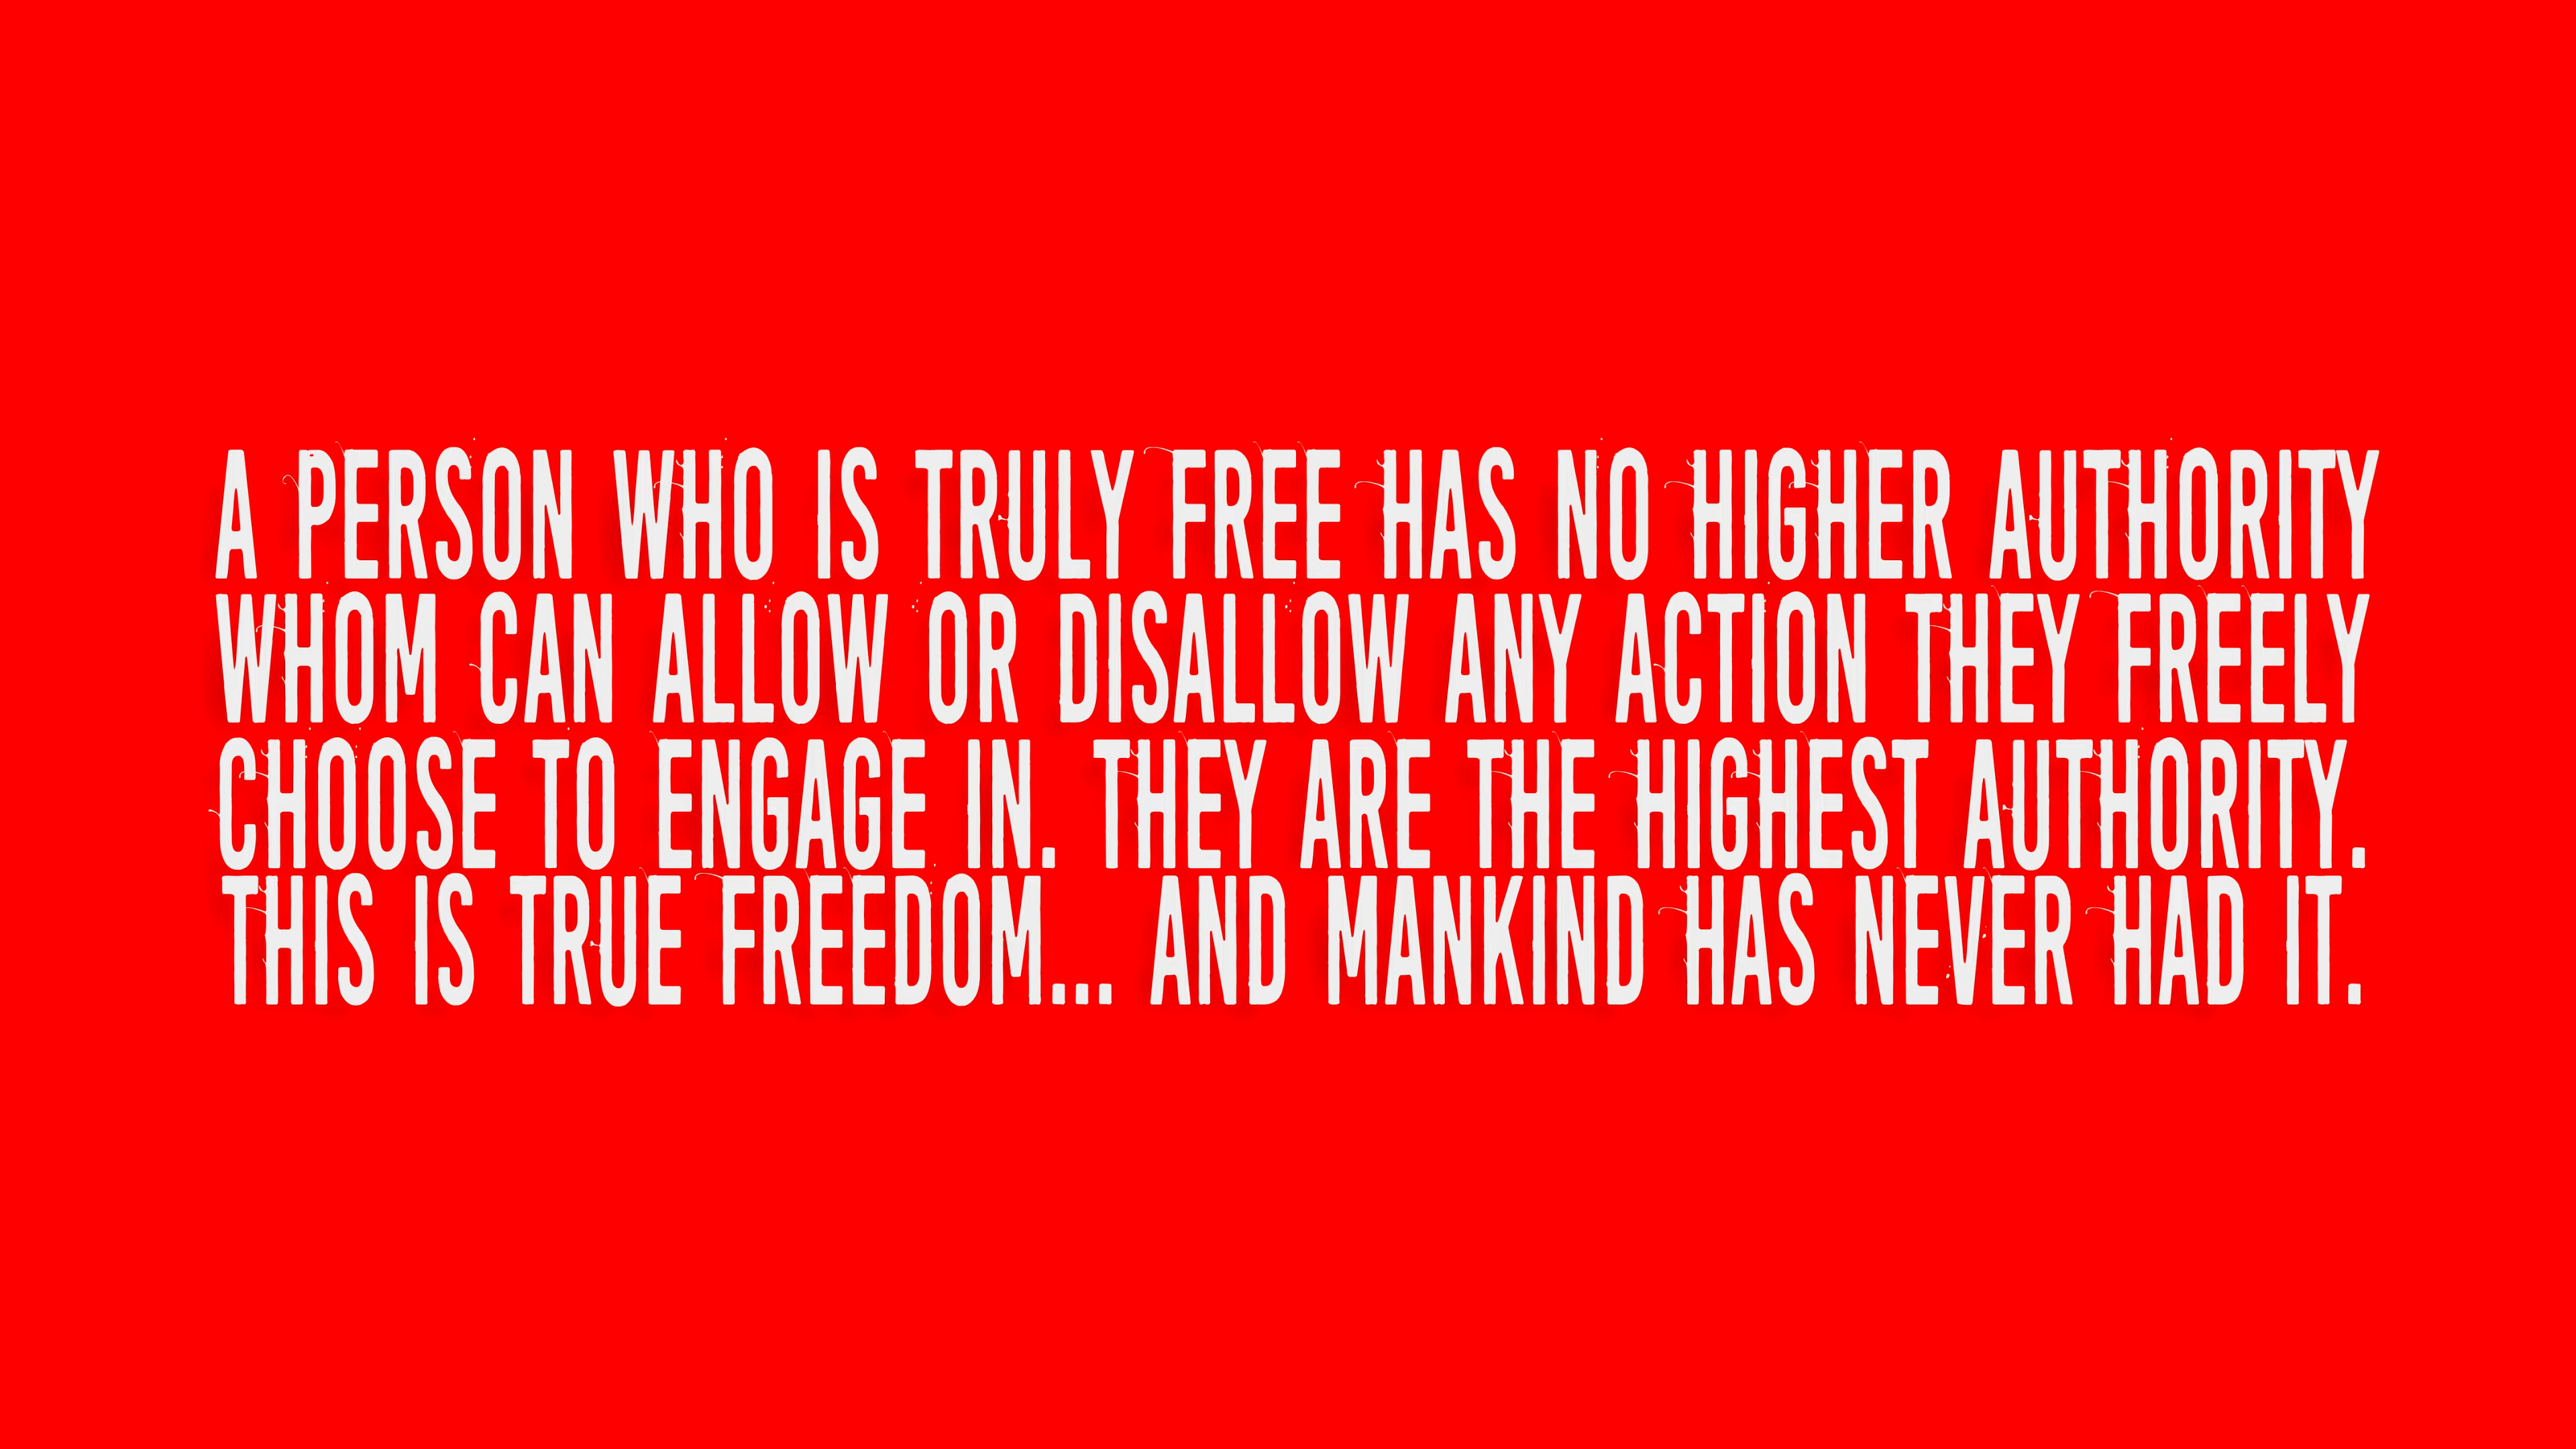 A PERSON WHO IS TRULY FREE HAS NO HIGHER AUTHORITY
WHOM CAN ALLOW OR DISALLOW ANY ACTION THEY FREELY
CHOOSE TO ENGAGE IN. THEY ARE THE HIGHEST AUTHORITY.
THIS IS TRUE FREEDOM... AND MANKIND HAS NEVER HAD IT.